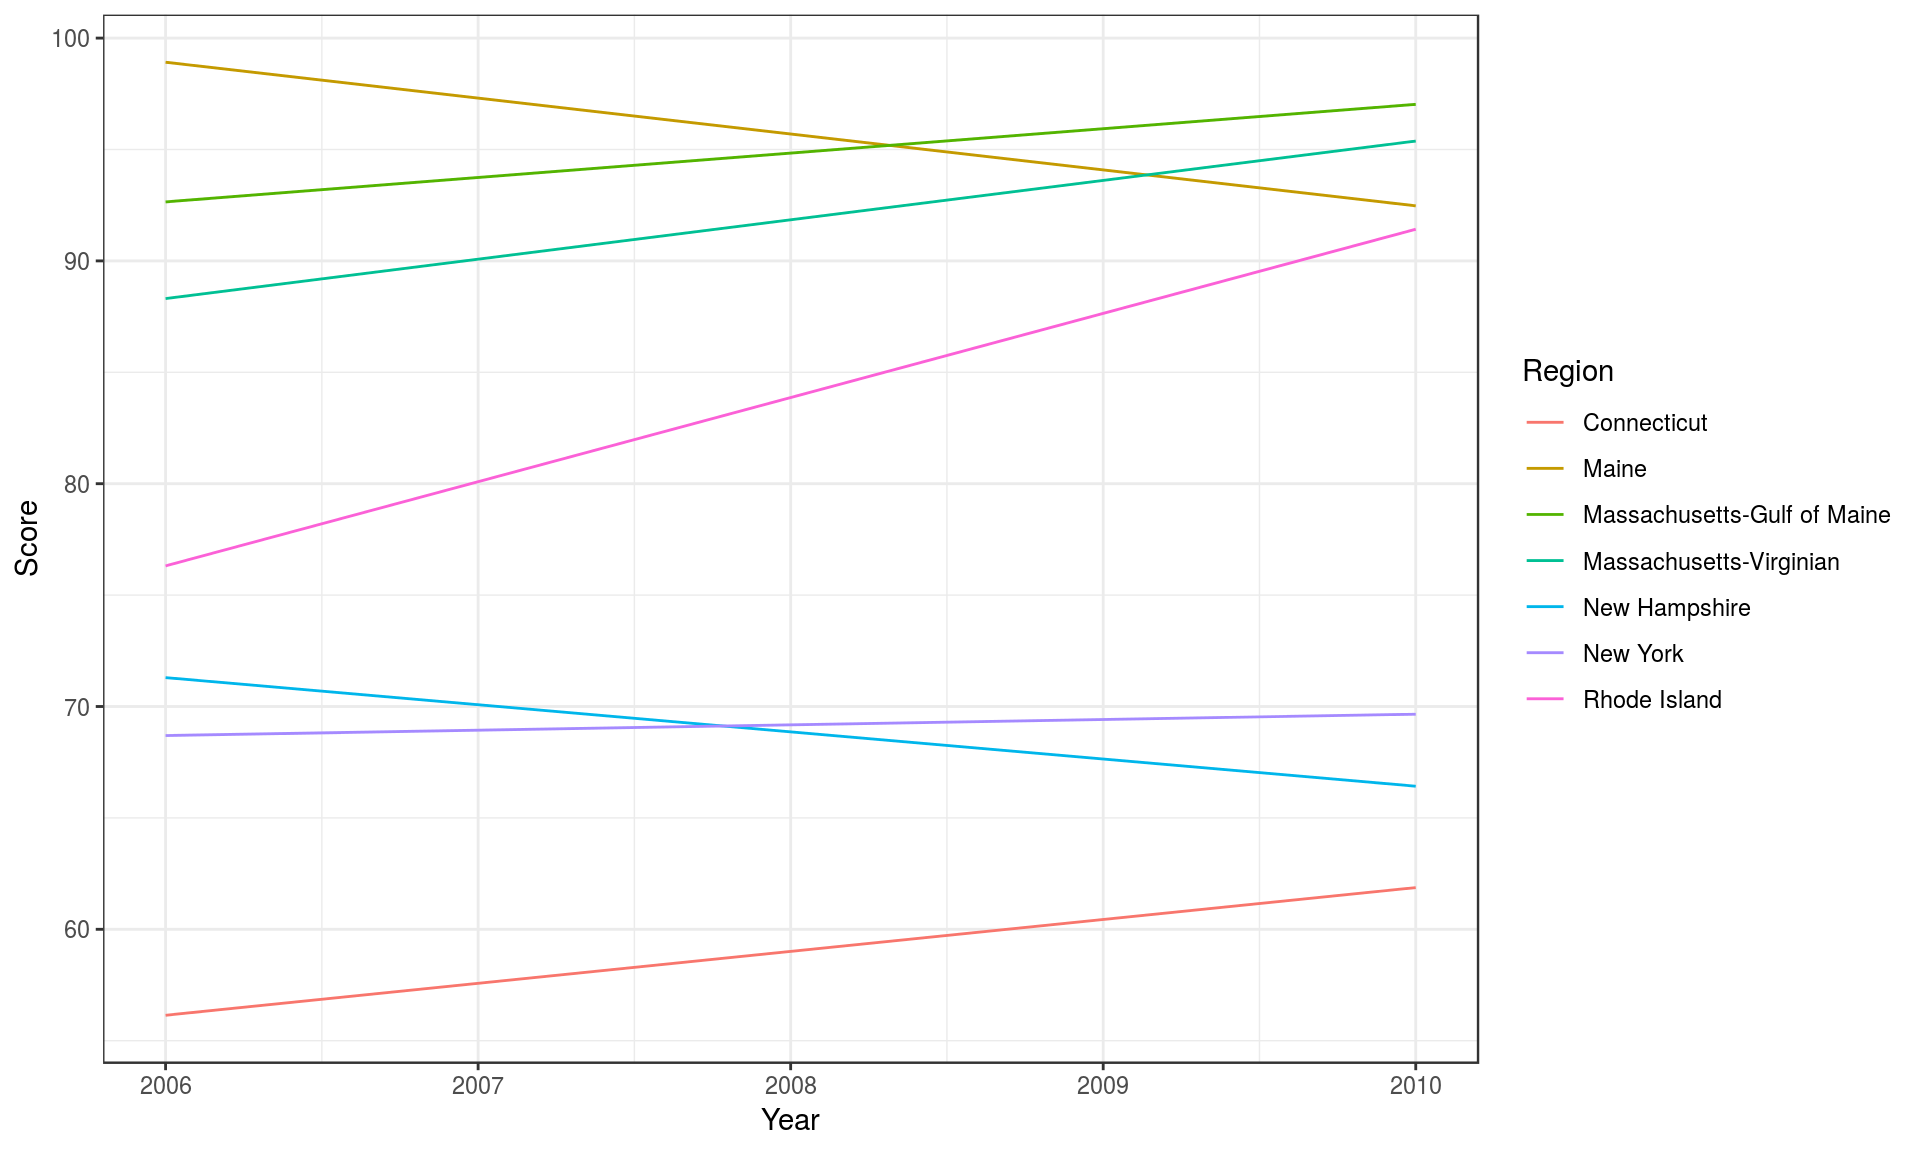 100
90
80
70
60
Score
2006 2007 2008 2009 2010
Year
Region
Connecticut
Maine
Massachusetts-Gulf of Maine
Massachusetts-Virginian
New Hampshire
New York
Rhode Island